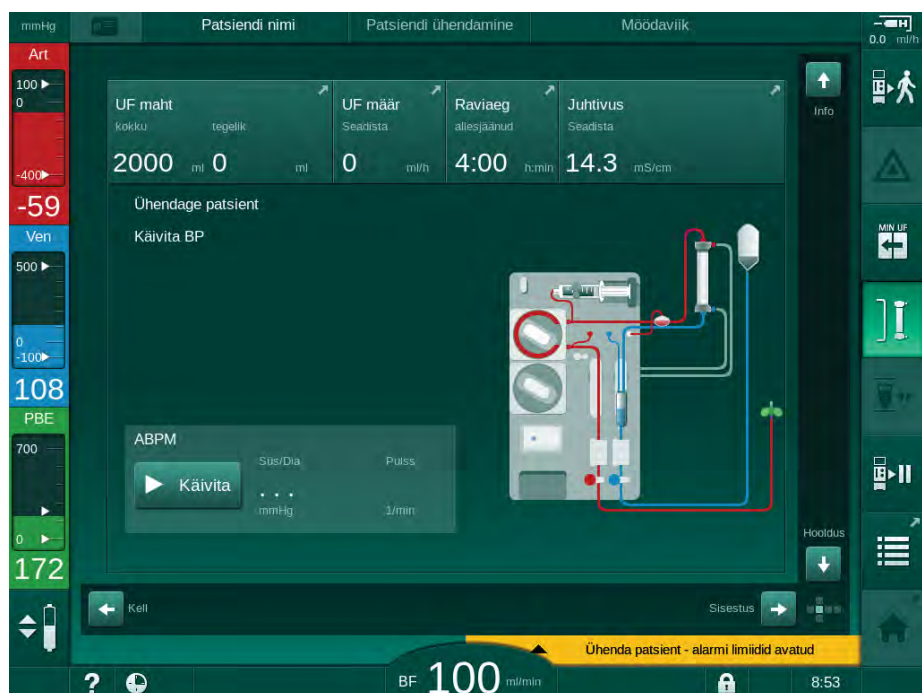 mmHg
Patsiendi nimi
Patsiendi ühendamine
Möödaviik
0.0 ml/h
Art
100
0
-400
-59
Ven
500
0
-100
108
PBE
700
0
172
UF maht
kokku
tegelik
2000 ml 0 ml
UF määr
Seadista
0 ml/h
Raviaeg
allesjäänud
4:00 h:min
Juhtivus
Seadista
14.3 mS/cm
Info
MIN UF
Ühendage patsient
Käivita BP
ABPM
Käivita
Süs/Dia
Pulss
. . .
mmHg
1/min
Hooldus
Kell
Sisestus
Ühenda patsient - alarmi limiidid avatud
?
BF 100 ml/min
8:53